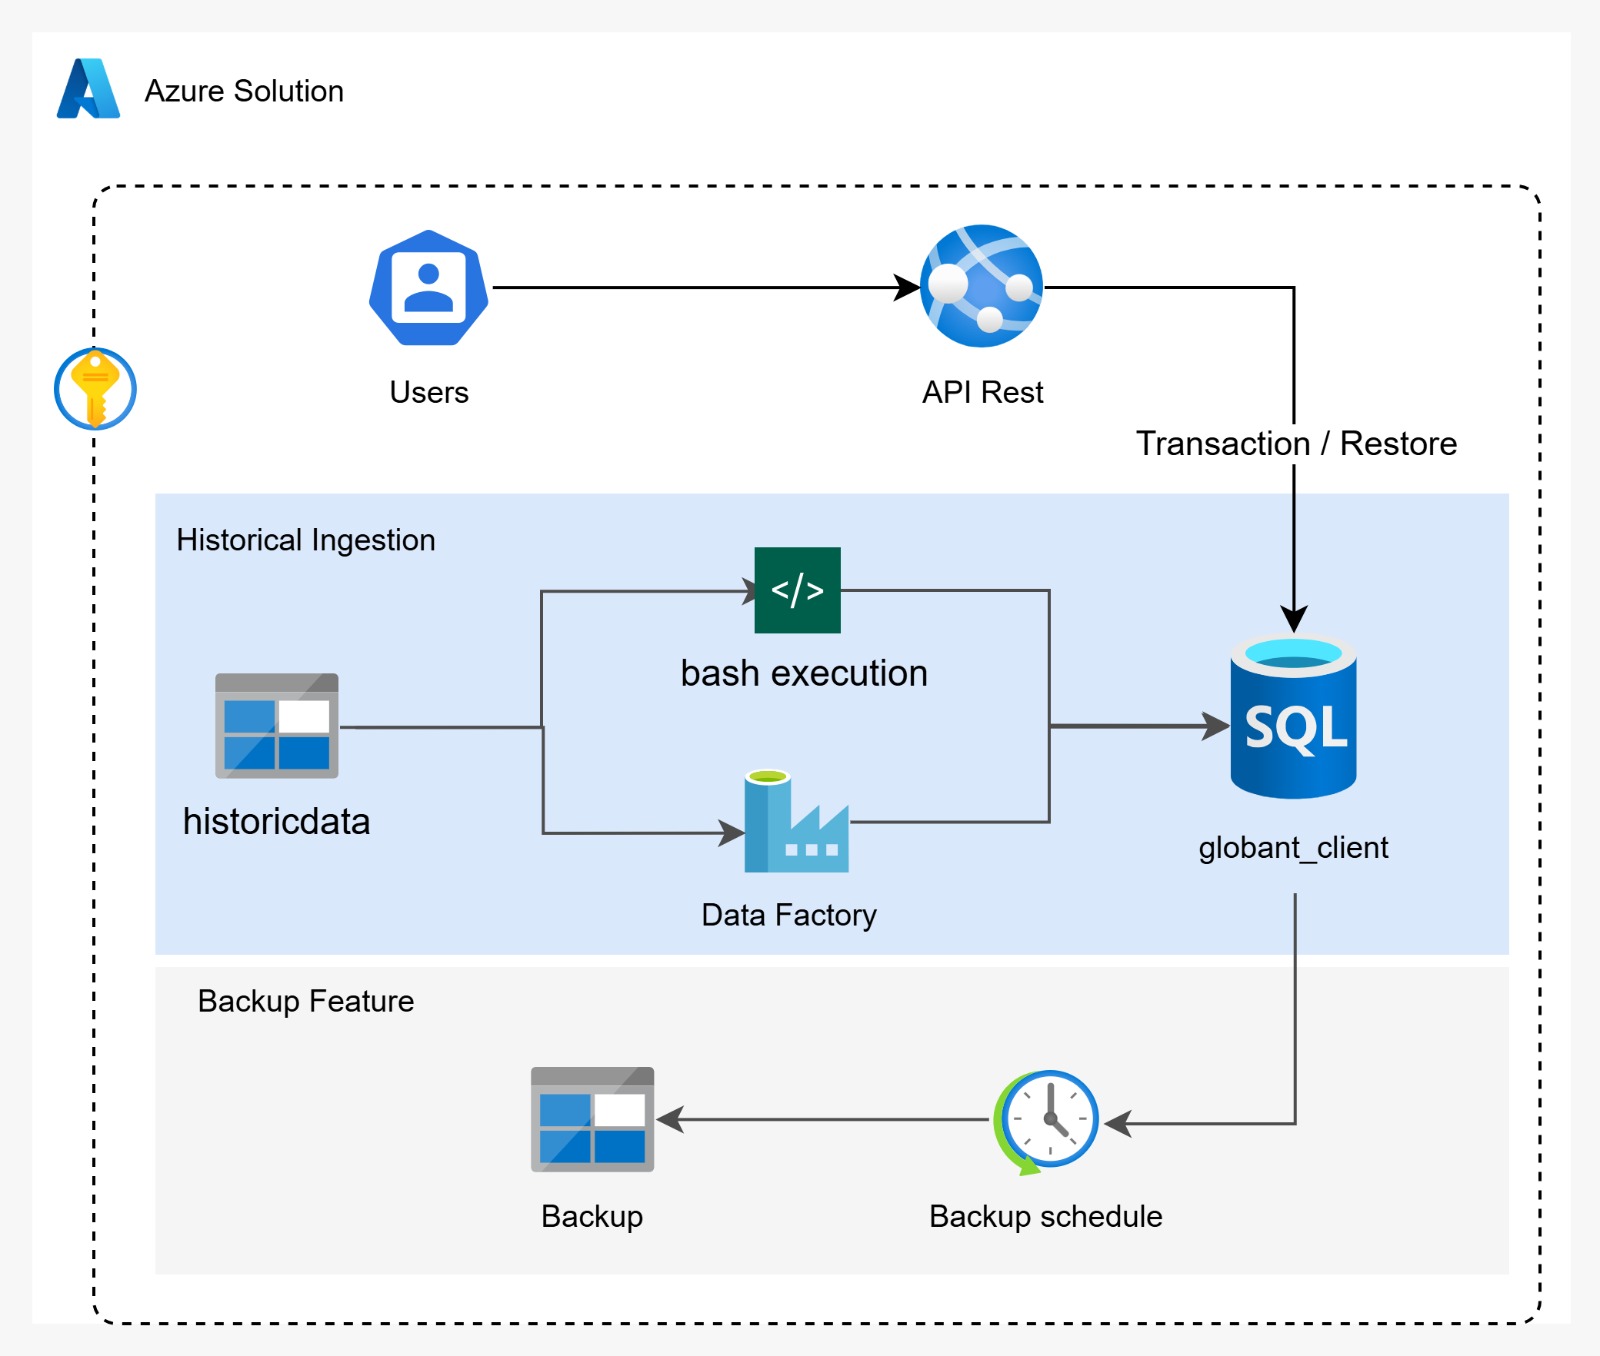 Azure Solution
Users
API Rest
Transaction / Restore
Historical Ingestion
</>
bash execution
historicdata
SQL
globant_client
Data Factory
Backup Feature
Backup
Backup schedule